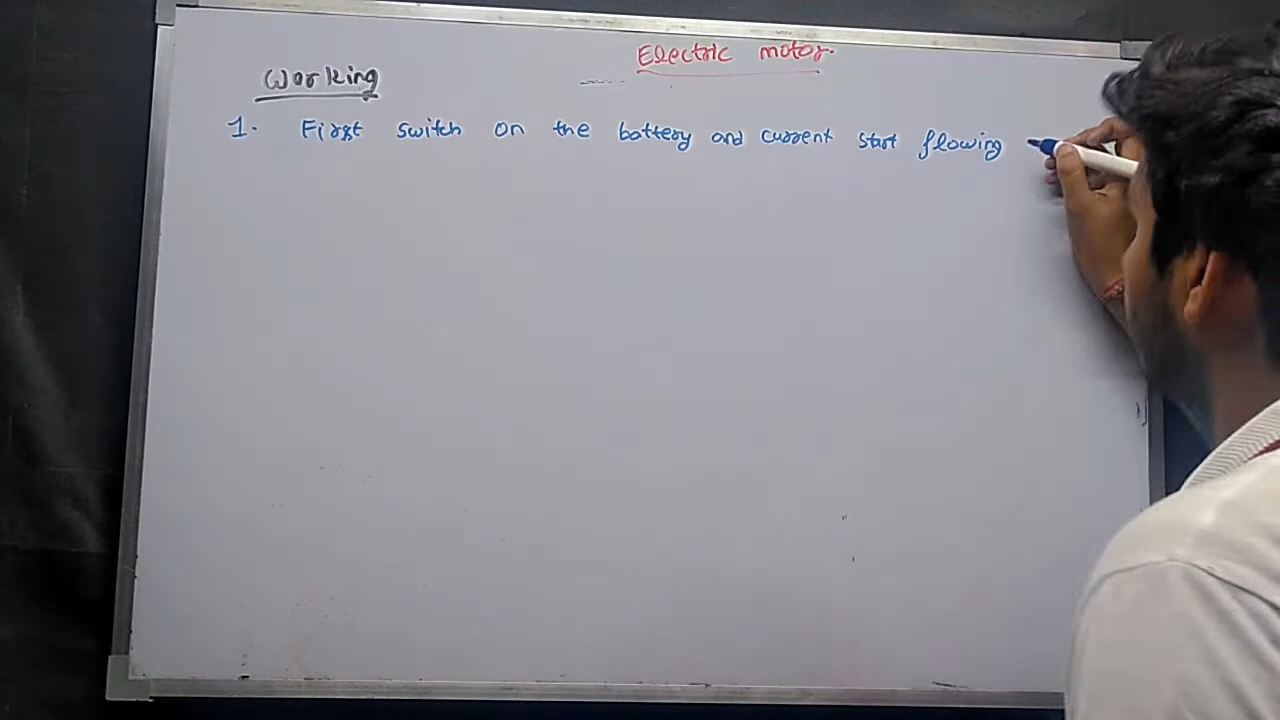 Electric motor.
Working
1. First switch on the battery and current start flowing